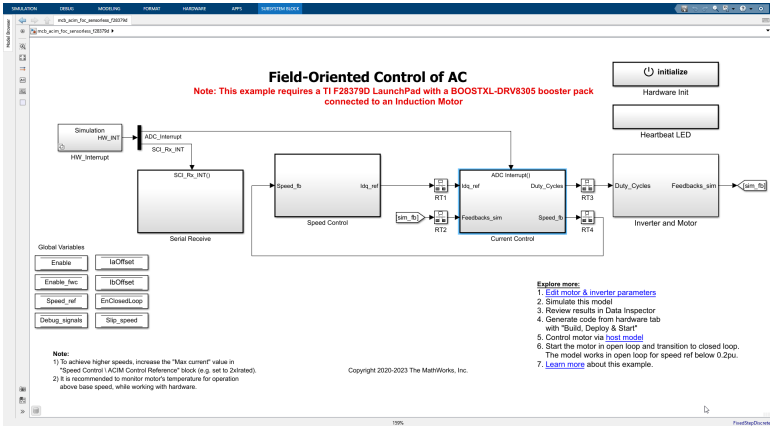 SIMULATION DEBUG MODELING FORMAT HARDWARE APPS SUBSYSTEM BLOCK
mcb_acim_foc_sensorless_f28379d
Model Browser
mcb_acim_foc_sensorless_f28379d
Field-Oriented Control of AC
Note: This example requires a TI F28379D LaunchPad with a BOOSTXL-DRV8305 booster pack
connected to an Induction Motor
initialize
Hardware Init
Heartbeat LED
Simulation
HW_INT
HW_Interrupt
ADC_Interrupt
SCI_Rx_INT
SCI_Rx_INT()
Serial Receive
Speed_fb
Idq_ref
Speed Control
RT1
[sim_fb]
RT2
ADC Interrupt()
Idq_ref
Duty_Cycles
Feedbacks_sim
Speed_fb
Current Control
RT3
RT4
Duty_Cycles
Feedbacks_sim
Inverter and Motor
[sim_fb]
Global Variables
Enable
IaOffset
Enable_fwc
IbOffset
Speed_ref
EnClosedLoop
Debug_signals
Slip_speed
Explore more:
1. Edit motor & inverter parameters
2. Simulate this model
3. Review results in Data Inspector
4. Generate code from hardware tab
with "Build, Deploy & Start"
5. Control motor via host model
6. Start the motor in open loop and transition to closed loop.
The model works in open loop for speed ref below 0.2pu.
7. Learn more about this example.
Note:
1) To achieve higher speeds, increase the "Max current" value in
"Speed Control \ ACIM Control Reference" block (e.g. set to 2xIrated).
2) It is recommended to monitor motor's temperature for operation
above base speed, while working with hardware.
Copyright 2020-2023 The MathWorks, Inc.
159%
FixedStepDiscrete